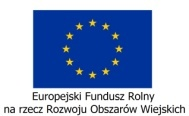 Europejski Fundusz Rolny
na rzecz Rozwoju Obszarów Wiejskich